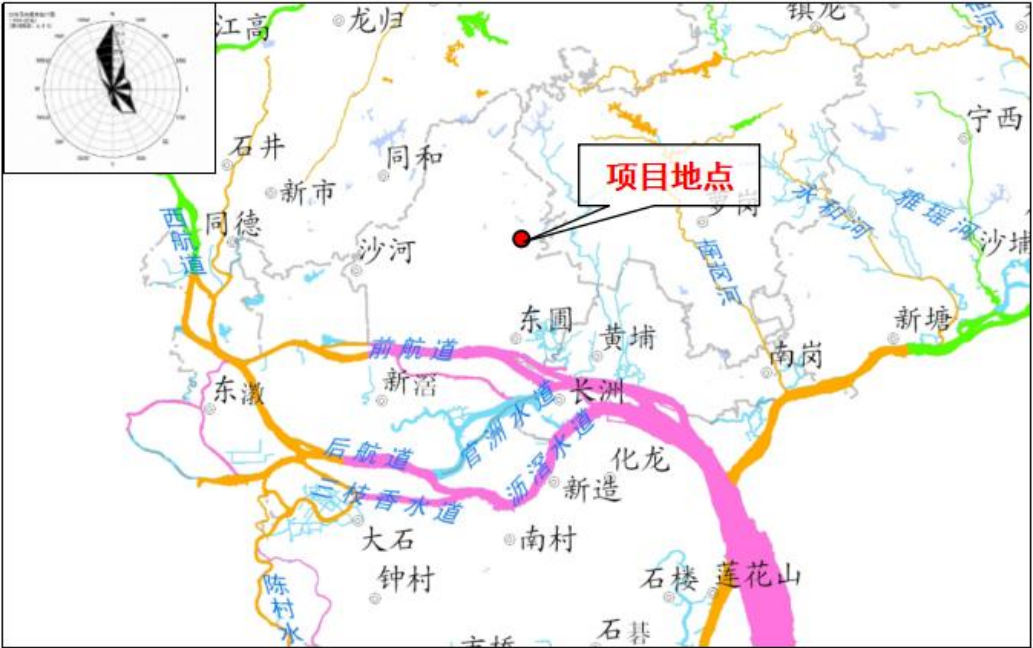 江高
龙归
镇龙
宁西
石井
同和
新市
项目地点
萝岗
永和河
雅瑶河
西航道
同德
沙河
沙埔
南岗河
东圃
黄埔
新塘
前航道
南岗
新滘
东漖
长洲
官洲水道
后航道
沥滘水道
化龙
新造
三枝香水道
大石
南村
钟村
石楼
莲花山
陈村水
石碁
市桥